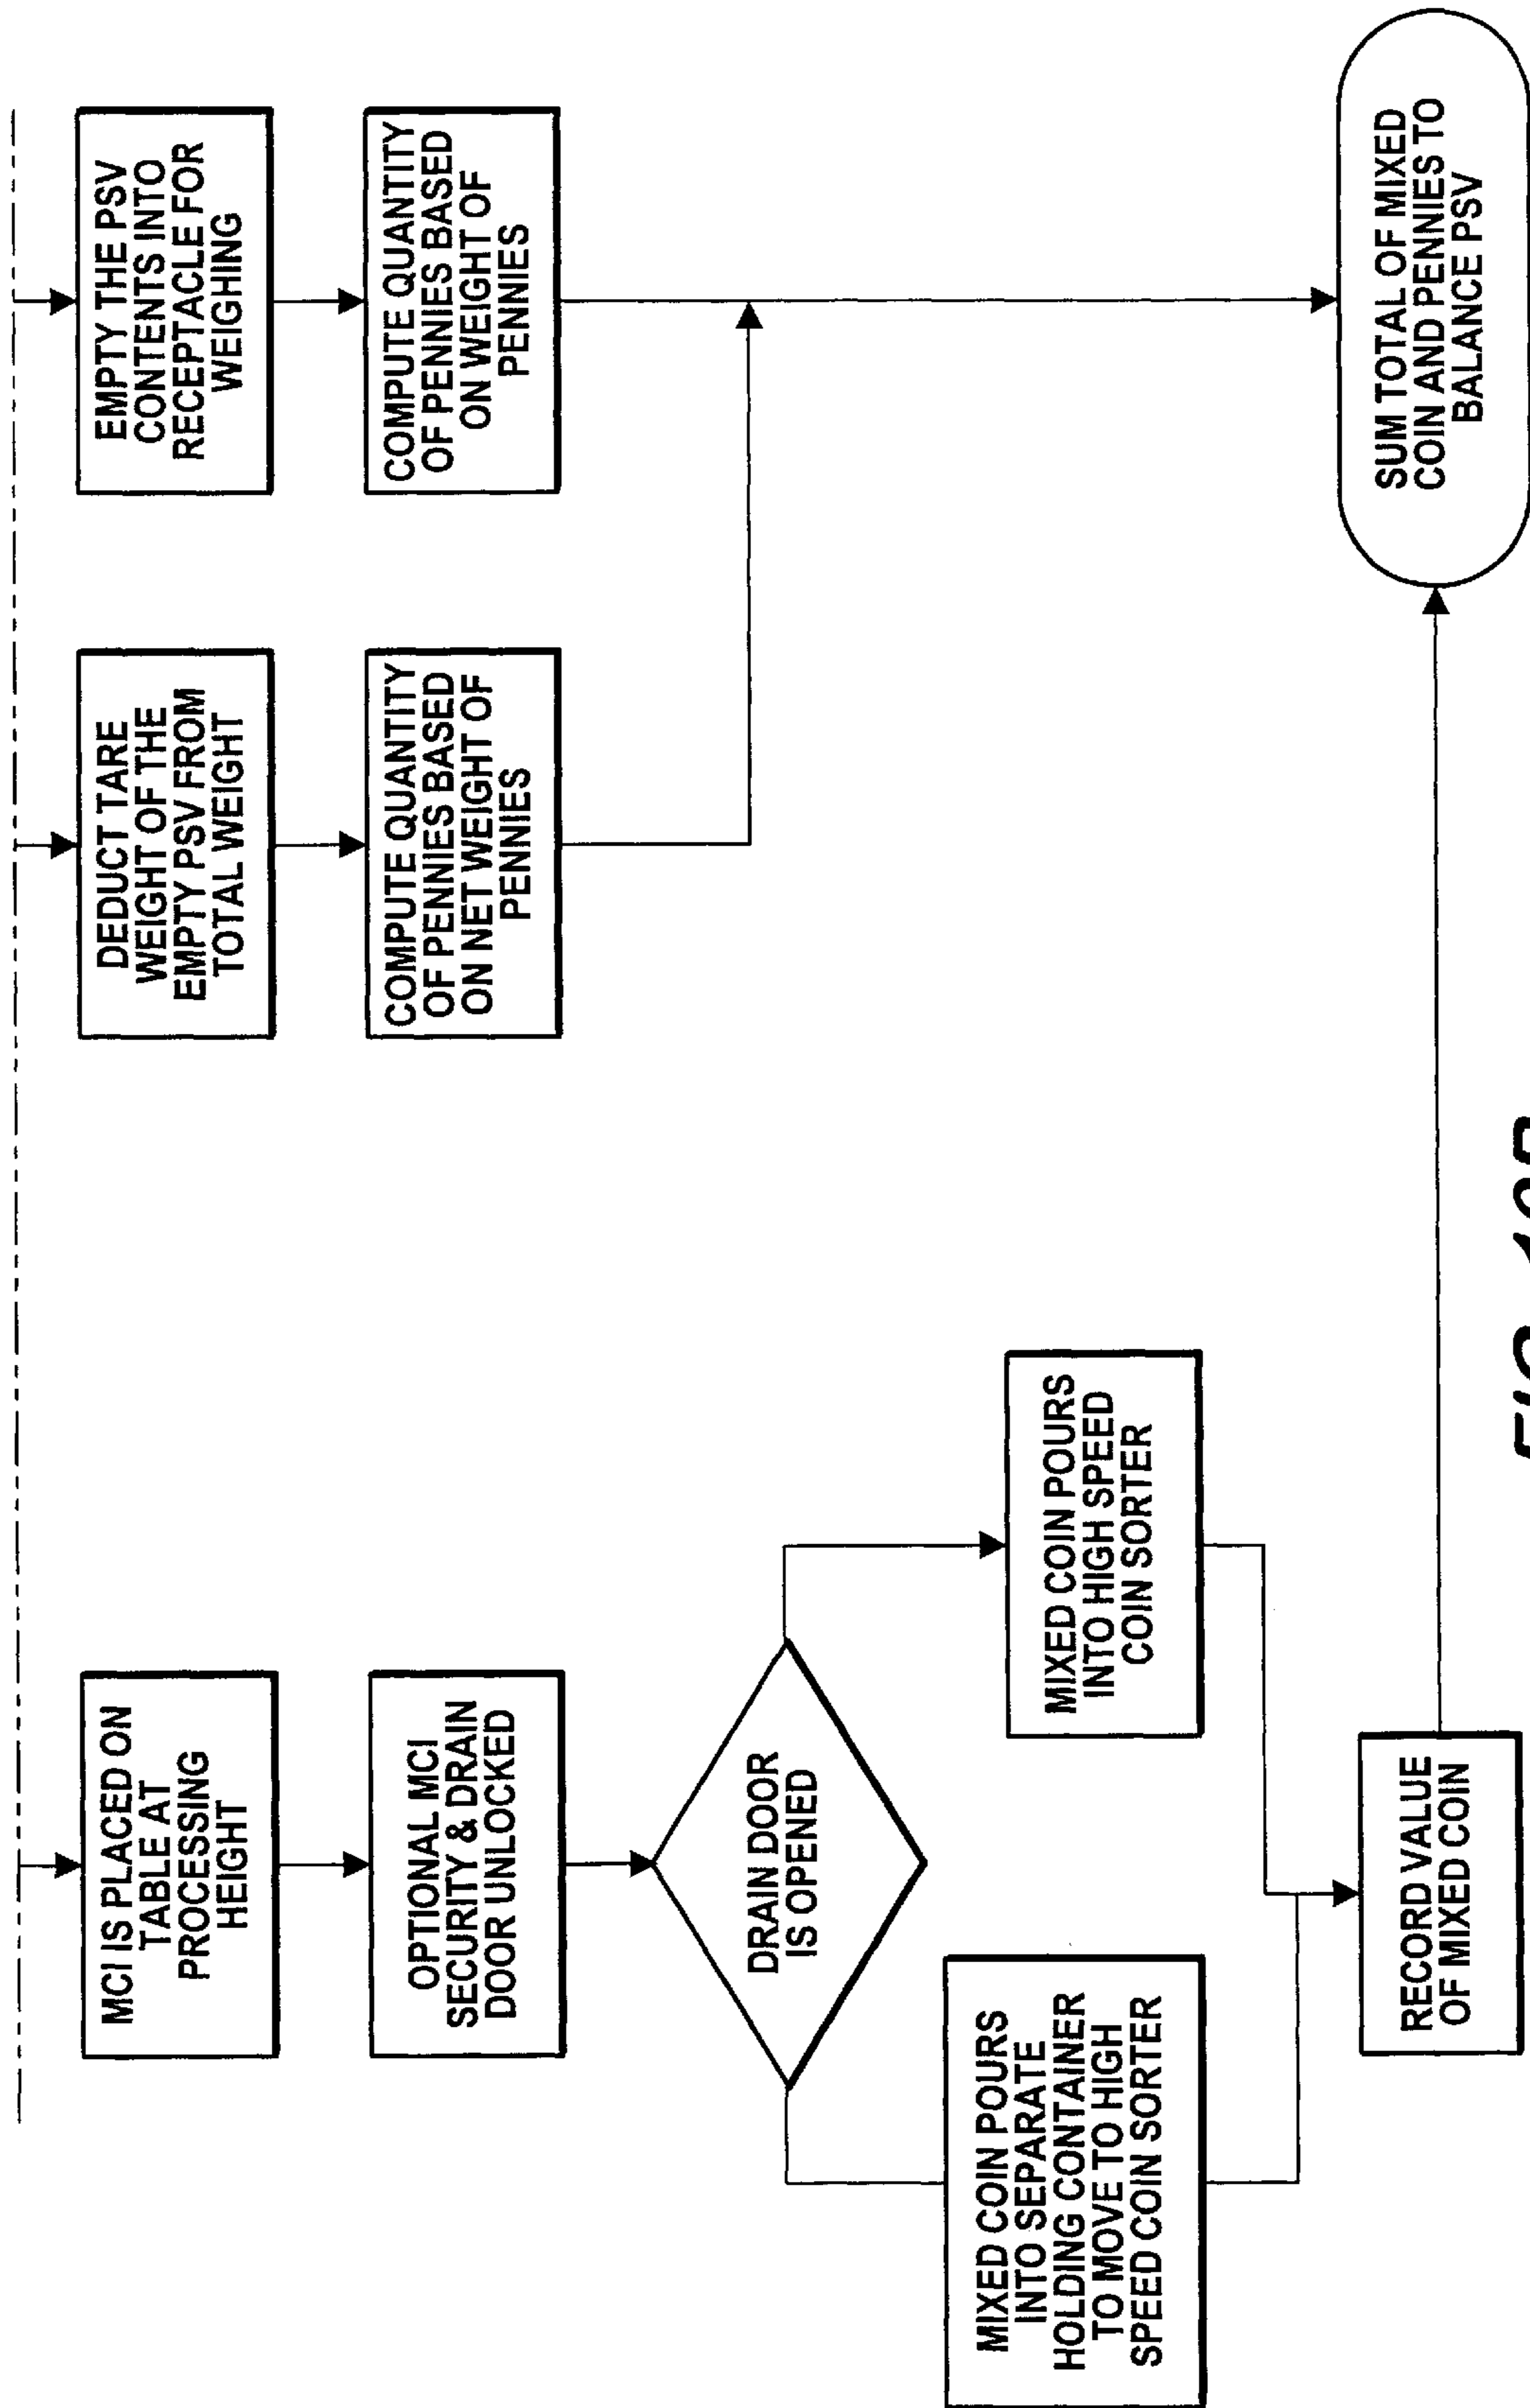 MCI IS PLACED ON
TABLE AT
PROCESSING
HEIGHT
DEDUCT TARE
WEIGHT OF THE
EMPTY PSV FROM
TOTAL WEIGHT
EMPTY THE PSV
CONTENTS INTO
RECEPTACLE FOR
WEIGHING
OPTIONAL MCI
SECURITY & DRAIN
DOOR UNLOCKED
COMPUTE QUANTITY
OF PENNIES BASED
ON NET WEIGHT OF
PENNIES
COMPUTE QUANTITY
OF PENNIES BASED
ON WEIGHT OF
PENNIES
DRAIN DOOR
IS OPENED
MIXED COIN POURS
INTO SEPARATE
HOLDING CONTAINER
TO MOVE TO HIGH
SPEED COIN SORTER
MIXED COIN POURS
INTO HIGH SPEED
COIN SORTER
RECORD VALUE
OF MIXED COIN
SUM TOTAL OF MIXED
COIN AND PENNIES TO
BALANCE PSV
FIG